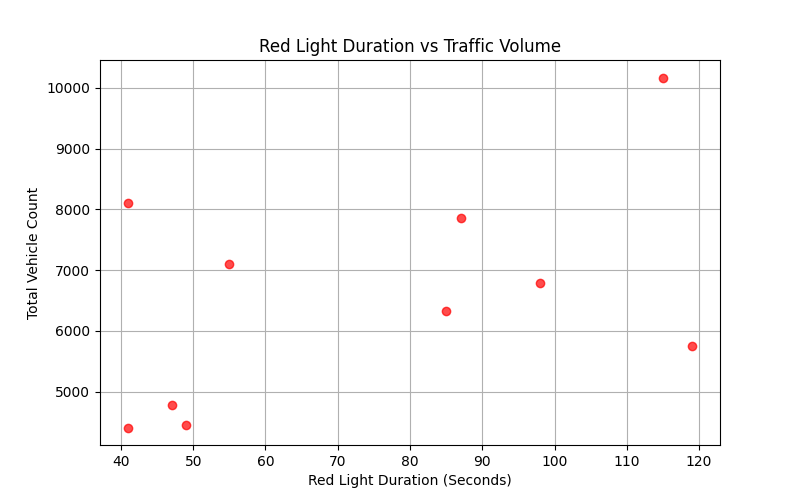 Red Light Duration vs Traffic Volume
10000
9000
8000
7000
6000
5000
Total Vehicle Count
40 50 60 70 80 90 100 110 120
Red Light Duration (Seconds)